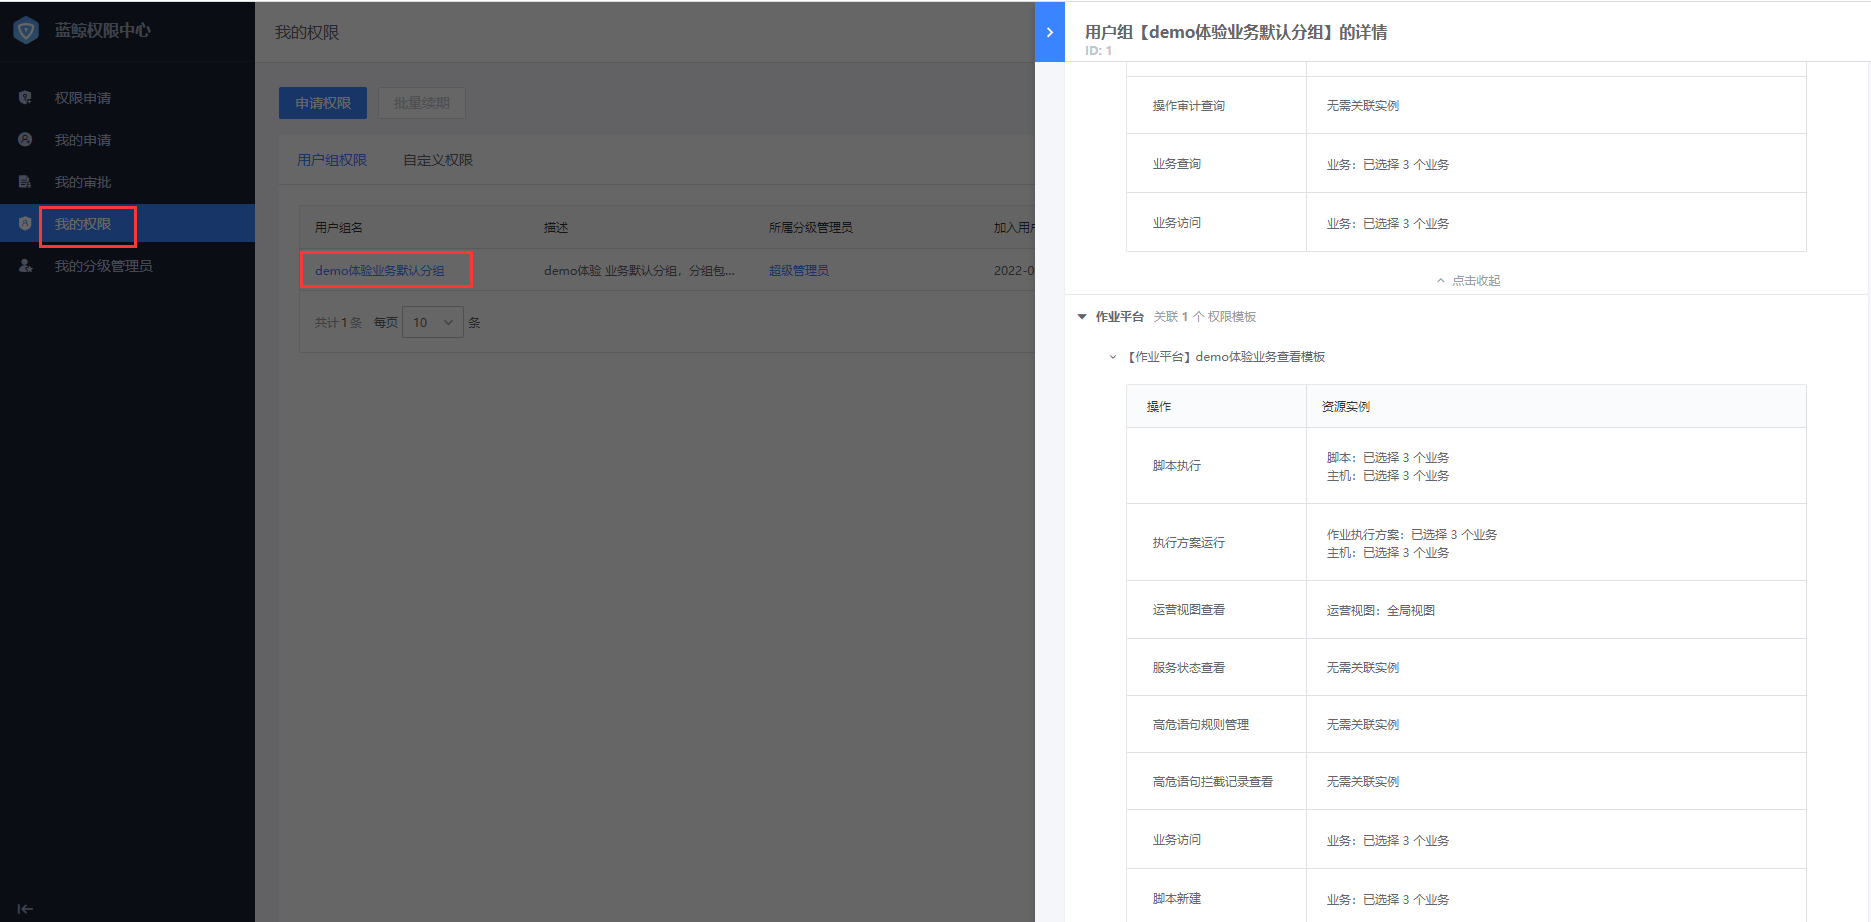 蓝鲸权限中心
权限申请
我的申请
我的审批
我的权限
我的分级管理员
我的权限
申请权限
批量续期
用户组权限
自定义权限
用户组名
描述
所属分级管理员
加入用户
demo体验业务默认分组
demo体验 业务默认分组，分组包...
超级管理员
2022-0
共计 1 条 每页 10 条
用户组【demo体验业务默认分组】的详情
ID: 1
操作审计查询
无需关联实例
业务查询
业务：已选择 3 个业务
业务访问
业务：已选择 3 个业务
点击收起
作业平台 关联 1 个 权限模板
【作业平台】demo体验业务查看模板
操作
资源实例
脚本执行
脚本：已选择 3 个业务
主机：已选择 3 个业务
执行方案运行
作业执行方案：已选择 3 个业务
主机：已选择 3 个业务
运营视图查看
运营视图：全局视图
服务状态查看
无需关联实例
高危语句规则管理
无需关联实例
高危语句拦截记录查看
无需关联实例
业务访问
业务：已选择 3 个业务
脚本新建
业务：已选择 3 个业务